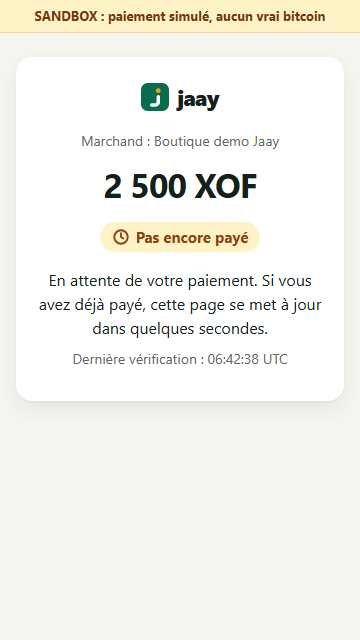 SANDBOX : paiement simulé, aucun vrai bitcoin
jaay
Marchand : Boutique demo Jaay
2 500 XOF
Pas encore payé
En attente de votre paiement. Si vous
avez déjà payé, cette page se met à jour
dans quelques secondes.
Dernière vérification : 06:42:38 UTC